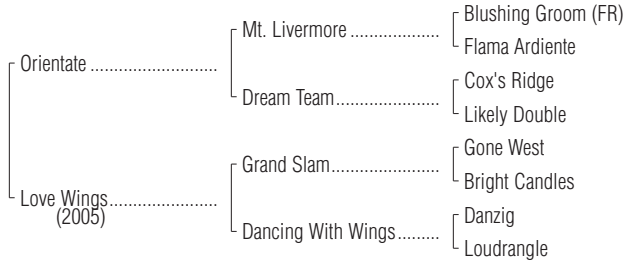 Blushing Groom (FR)
Mt. Livermore ....................
Flama Ardiente
Orientate .............................
Cox's Ridge
Dream Team.......................
Likely Double
Gone West
Grand Slam........................
Bright Candles
Love Wings........................
(2005)
Danzig
Dancing With Wings.........
Loudrangle